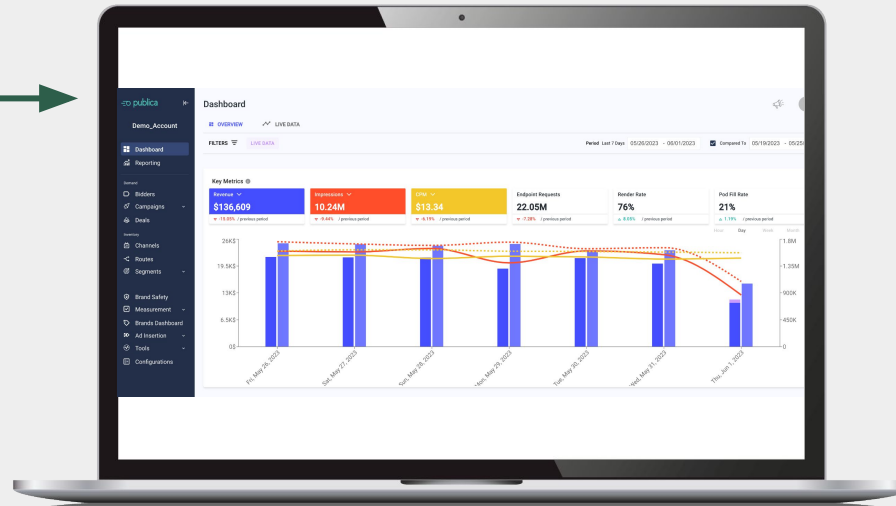 publica
Demo_Account
Dashboard
Reporting
Demand
Bidders
Campaigns
Deals
Inventory
Channels
Routes
Segments
Brand Safety
Measurement
Brands Dashboard
Ad Insertion
Tools
Configurations
Dashboard
OVERVIEW LIVE DATA
FILTERS LIVE DATA Period Last 7 Days 05/26/2023 - 06/01/2023 Compared To 05/19/2023 - 05/25
Key Metrics
Revenue Impressions CPM Endpoint Requests Render Rate Pod Fill Rate
$136,609 10.24M $13.34 22.05M 76% 21%
/ previous period -9.44% / previous period -6.19% / previous period -7.28% / previous period / previous period 1.19% / previous period
Hour Day Week Month
26K$ 1.8M
19.5K$ 1.35M
13K$ 900K
6.5K$ 450K
0$ 0
Fri, May 26, 2023 Sat, May 27, 2023 Sun, May 28, 2023 Mon, May 29, 2023 Tue, May 30, 2023 Wed, May 31, 2023 Thu, Jun 1, 2023